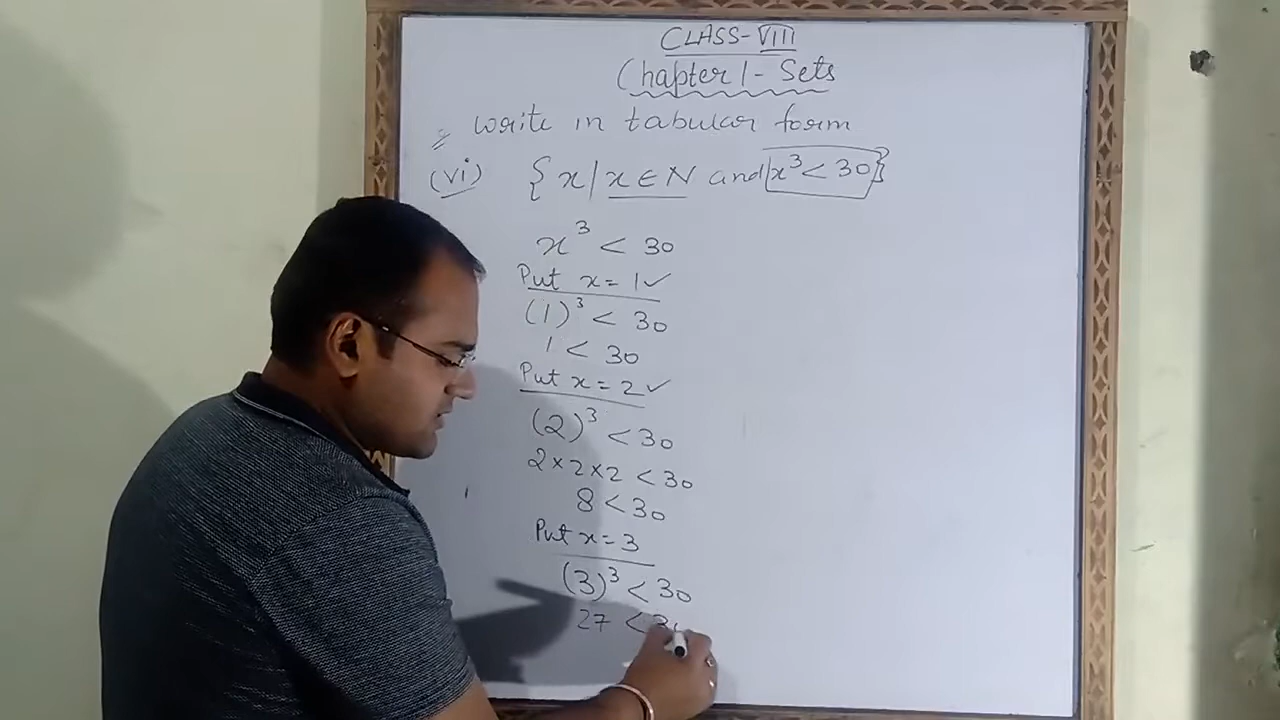 CLASS-VIII
Chapter 1 - Sets
Write in tabular form
(vi) {x/x∈N and x³<30}
x³ < 30
Put x=1✓
(1)³ < 30
1 < 30
Put x=2✓
(2)³ < 30
2×2×2 < 30
8 < 30
Put x=3
(3)³ < 30
27 < 3